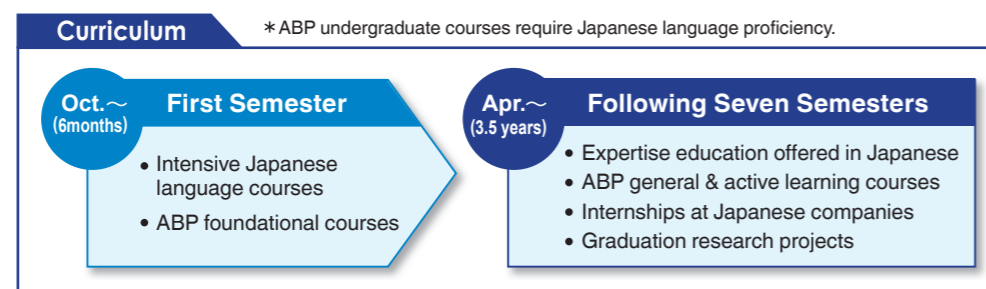 Curriculum
＊ABP undergraduate courses require Japanese language proficiency.
Oct.～
(6months)
First Semester
• Intensive Japanese
language courses
• ABP foundational courses
Apr.～
(3.5 years)
Following Seven Semesters
• Expertise education offered in Japanese
• ABP general & active learning courses
• Internships at Japanese companies
• Graduation research projects